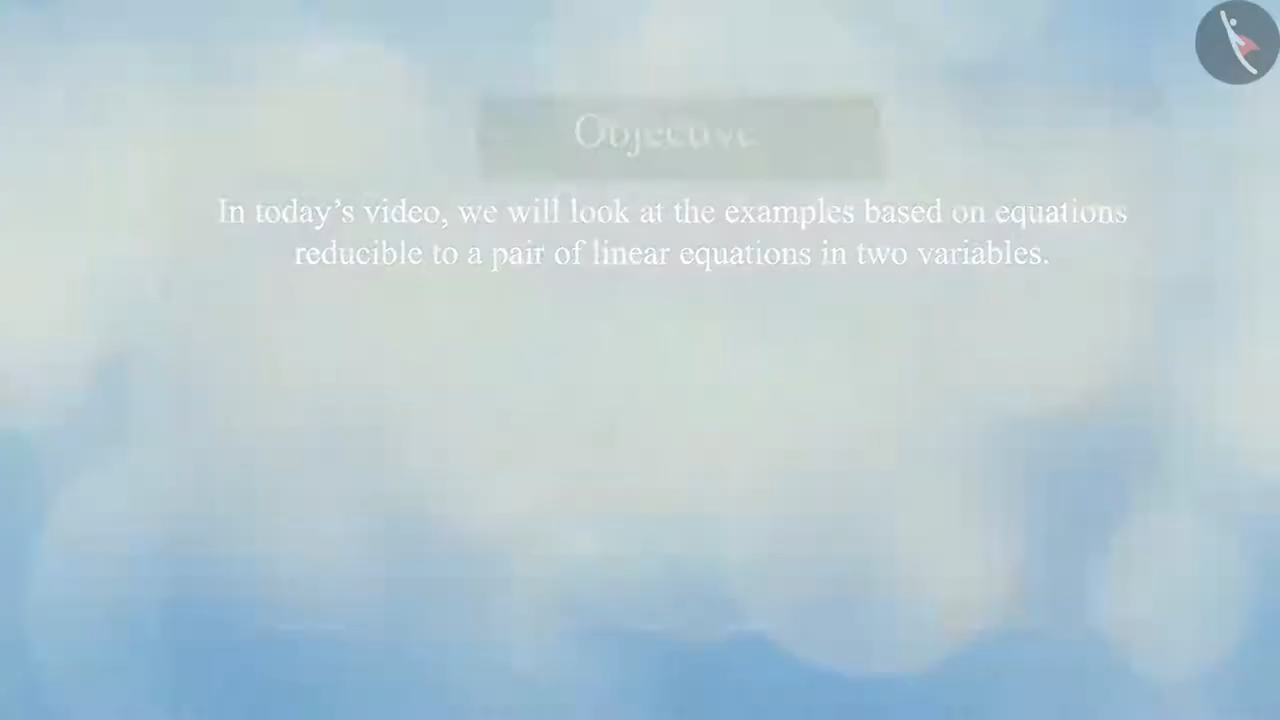 Objective
In today's video, we will look at the examples based on equations
reducible to a pair of linear equations in two variables.